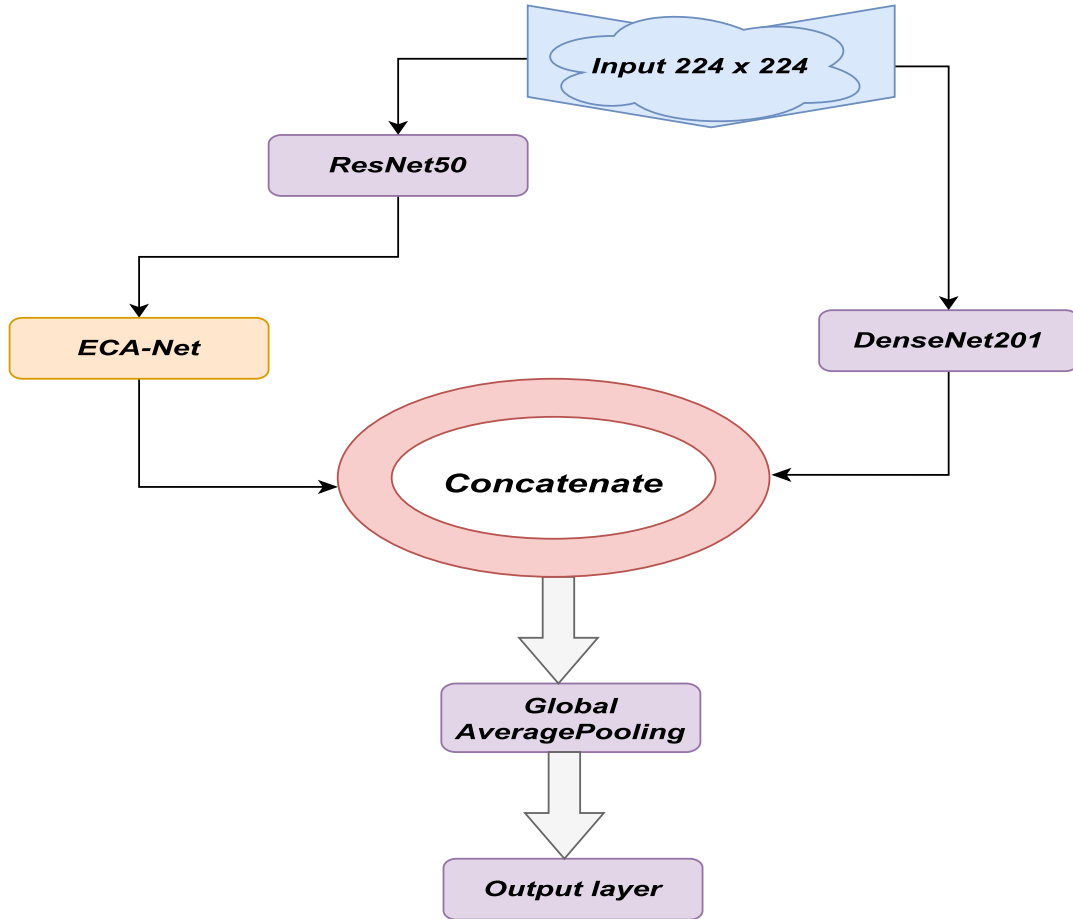 Input 224 x 224
ResNet50
ECA-Net
DenseNet201
Concatenate
Global
AveragePooling
Output layer